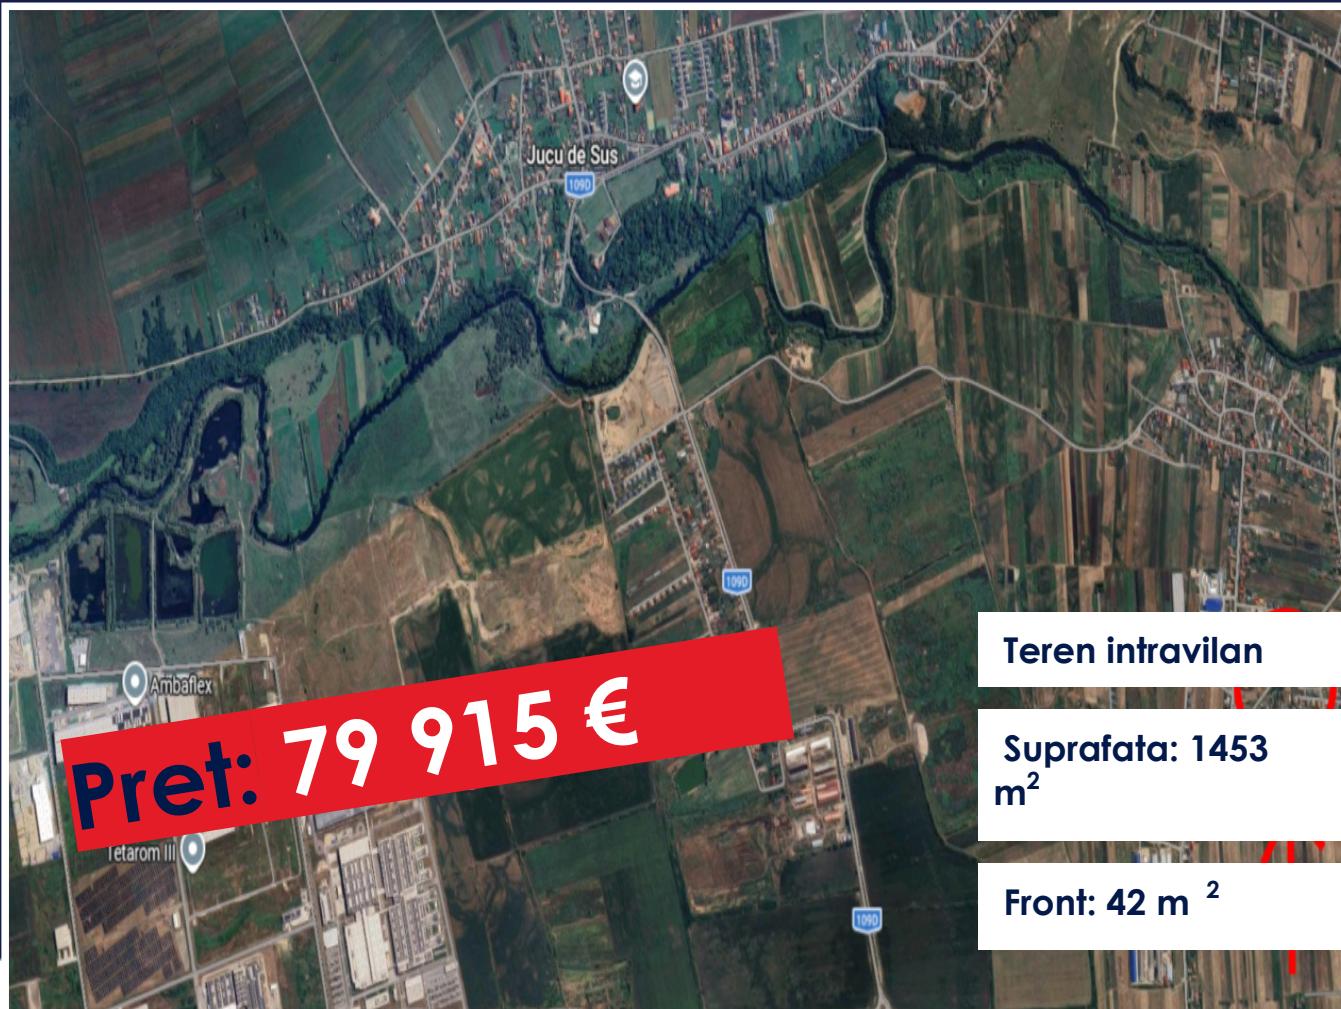 Jucu de Sus
109D
109D
Teren intravilan
Ambaflex
Pret: 79 915 €
Suprafata: 1453
m²
Tetarom III
Front: 42 m ²
109D